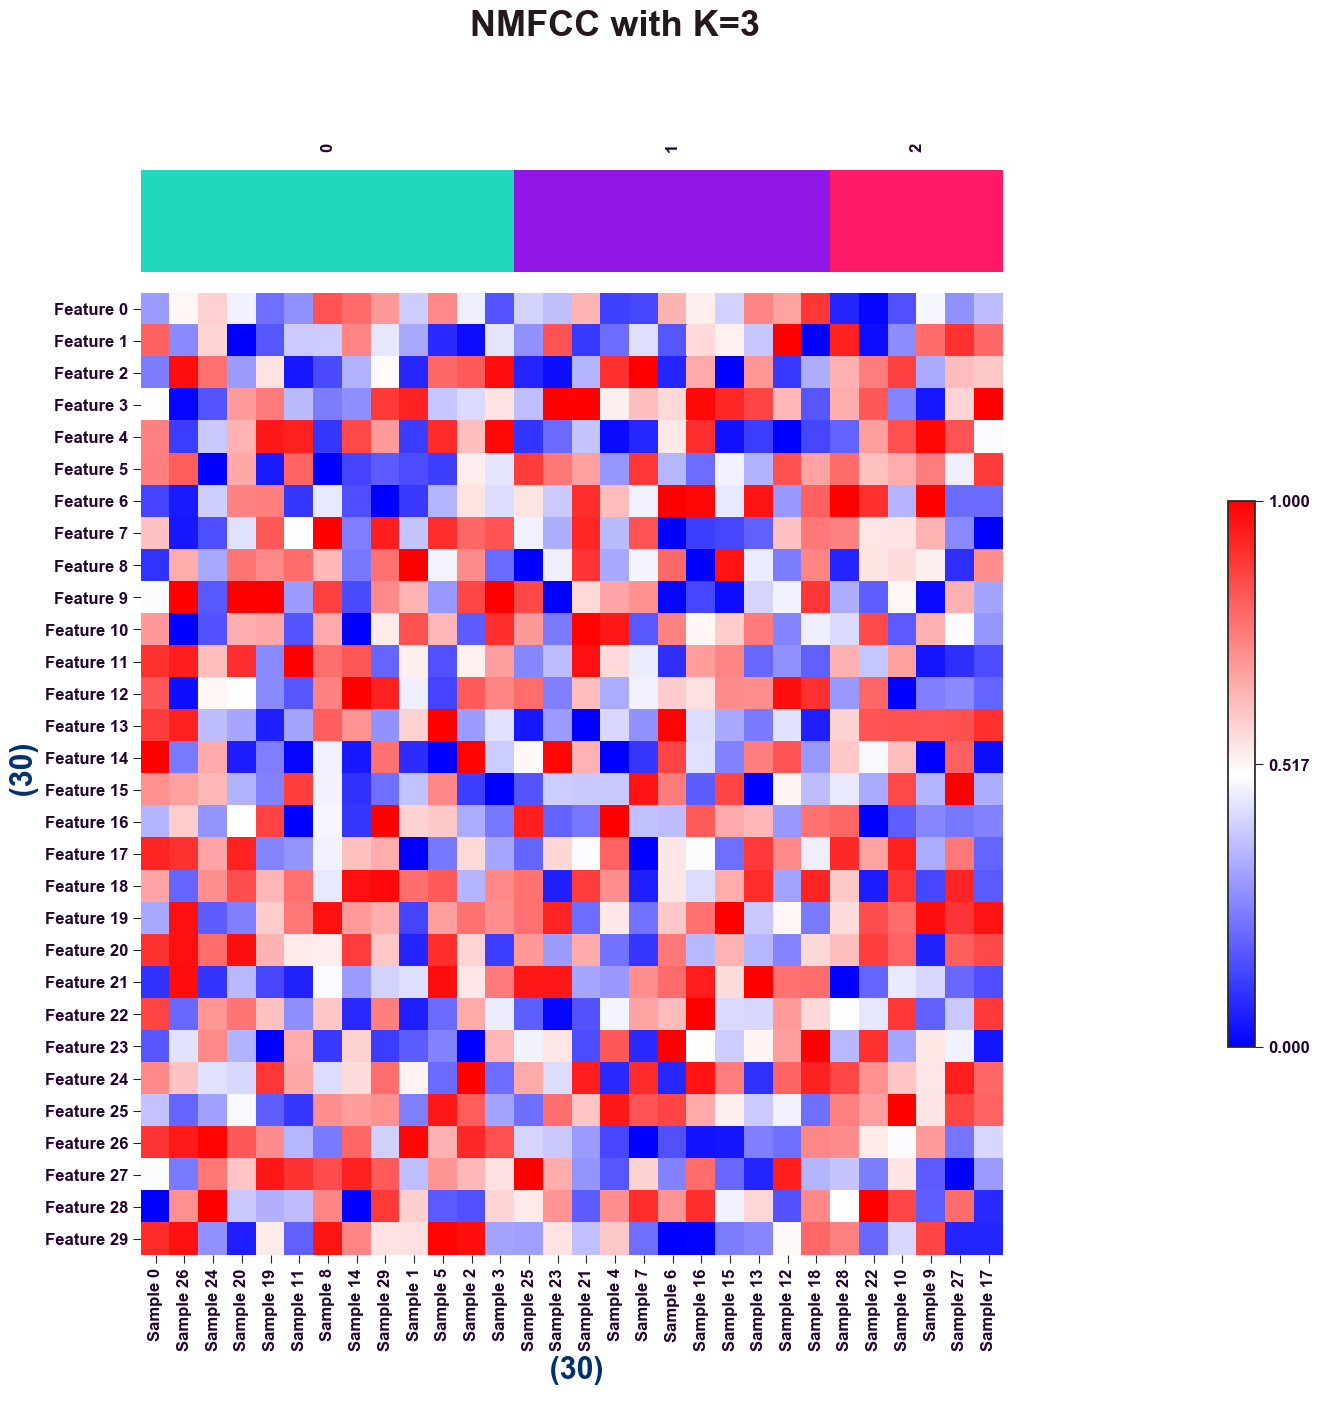 NMFCC with K=3
0
1
2
Feature 0
Feature 1
Feature 2
Feature 3
Feature 4
Feature 5
Feature 6
Feature 7
Feature 8
Feature 9
Feature 10
Feature 11
Feature 12
Feature 13
Feature 14
Feature 15
Feature 16
Feature 17
Feature 18
Feature 19
Feature 20
Feature 21
Feature 22
Feature 23
Feature 24
Feature 25
Feature 26
Feature 27
Feature 28
Feature 29
(30)
Sample 0
Sample 26
Sample 24
Sample 20
Sample 19
Sample 11
Sample 8
Sample 14
Sample 29
Sample 1
Sample 5
Sample 2
Sample 3
Sample 25
Sample 23
Sample 21
Sample 4
Sample 7
Sample 6
Sample 16
Sample 15
Sample 13
Sample 12
Sample 18
Sample 28
Sample 22
Sample 10
Sample 9
Sample 27
Sample 17
(30)
1.000
0.517
0.000